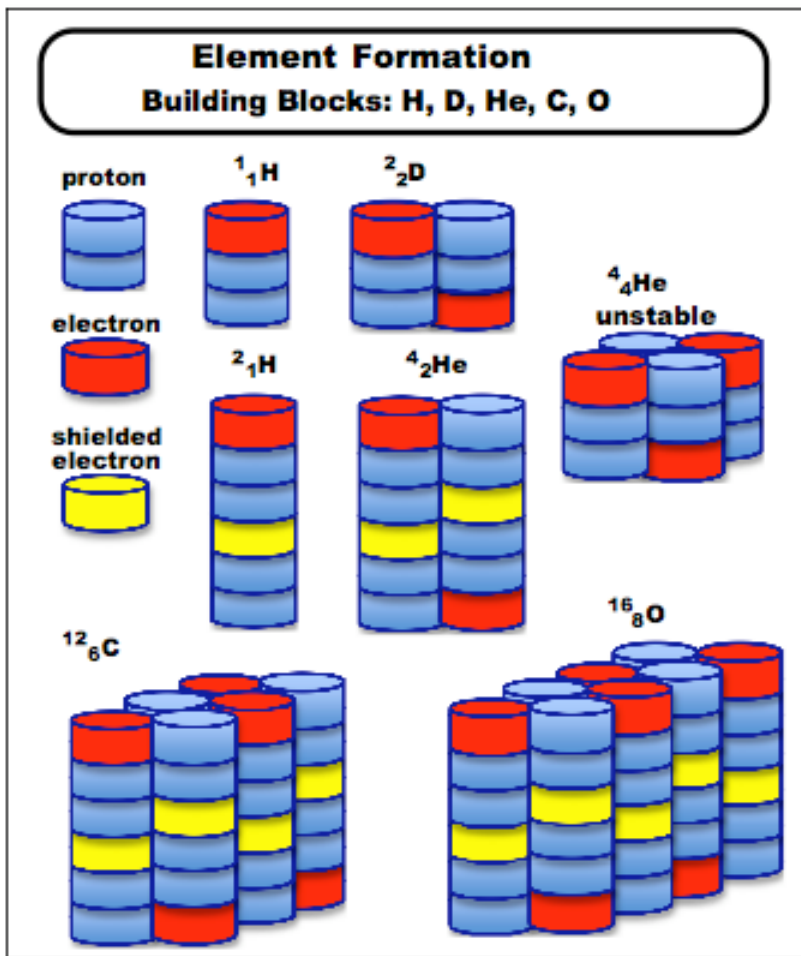 Element Formation
Building Blocks: H, D, He, C, O
proton
¹₁H
²₂D
⁴₄He
unstable
electron
²₁H
⁴₂He
shielded
electron
¹²₆C
¹⁶₈O